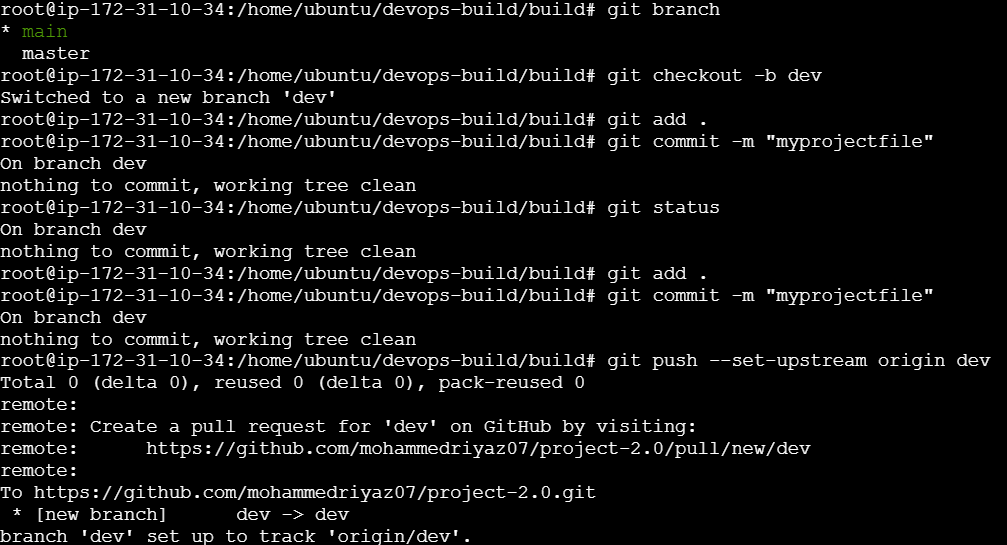 root@ip-172-31-10-34:/home/ubuntu/devops-build/build# git branch
* main
  master
root@ip-172-31-10-34:/home/ubuntu/devops-build/build# git checkout -b dev
Switched to a new branch 'dev'
root@ip-172-31-10-34:/home/ubuntu/devops-build/build# git add .
root@ip-172-31-10-34:/home/ubuntu/devops-build/build# git commit -m "myprojectfile"
On branch dev
nothing to commit, working tree clean
root@ip-172-31-10-34:/home/ubuntu/devops-build/build# git status
On branch dev
nothing to commit, working tree clean
root@ip-172-31-10-34:/home/ubuntu/devops-build/build# git add .
root@ip-172-31-10-34:/home/ubuntu/devops-build/build# git commit -m "myprojectfile"
On branch dev
nothing to commit, working tree clean
root@ip-172-31-10-34:/home/ubuntu/devops-build/build# git push --set-upstream origin dev
Total 0 (delta 0), reused 0 (delta 0), pack-reused 0
remote:
remote: Create a pull request for 'dev' on GitHub by visiting:
remote:      https://github.com/mohammedriyaz07/project-2.0/pull/new/dev
remote:
To https://github.com/mohammedriyaz07/project-2.0.git
 * [new branch]      dev -> dev
branch 'dev' set up to track 'origin/dev'.